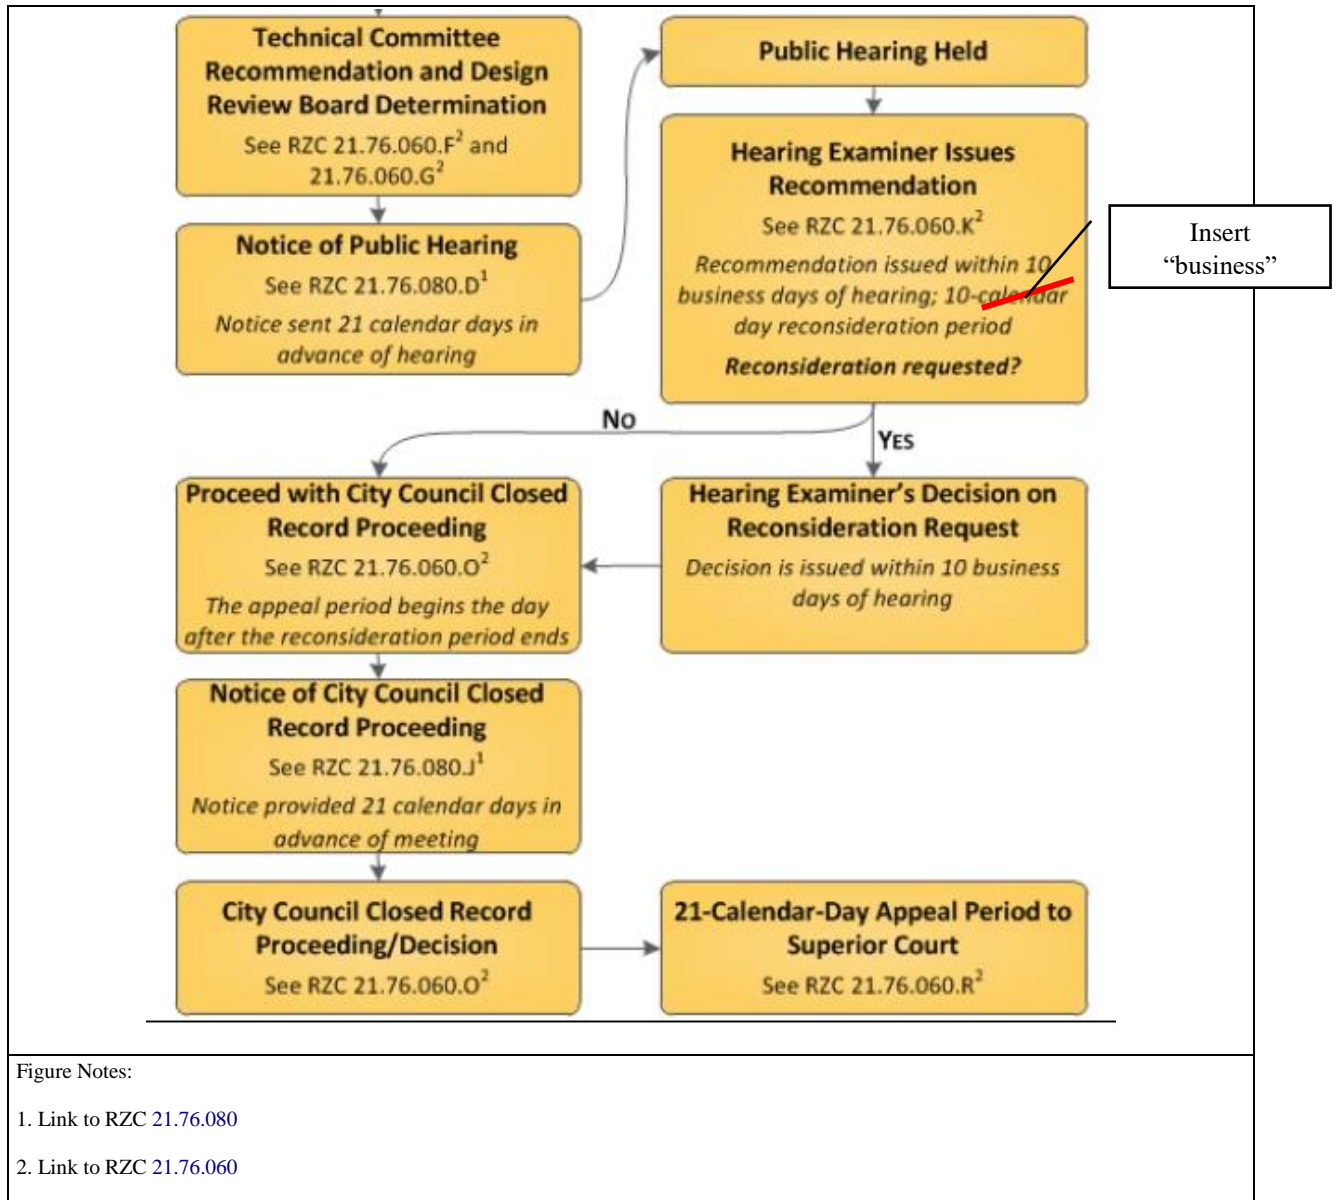 Technical Committee
Recommendation and Design
Review Board Determination
See RZC 21.76.060.F² and
21.76.060.G²
Notice of Public Hearing
See RZC 21.76.080.D¹
Notice sent 21 calendar days in
advance of hearing
Public Hearing Held
Hearing Examiner Issues
Recommendation
See RZC 21.76.060.K²
Recommendation issued within 10
business days of hearing; 10-calendar
day reconsideration period
Reconsideration requested?
Insert
“business”
No
YES
Proceed with City Council Closed
Record Proceeding
See RZC 21.76.060.O²
The appeal period begins the day
after the reconsideration period ends
Hearing Examiner’s Decision on
Reconsideration Request
Decision is issued within 10 business
days of hearing
Notice of City Council Closed
Record Proceeding
See RZC 21.76.080.J¹
Notice provided 21 calendar days in
advance of meeting
City Council Closed Record
Proceeding/Decision
See RZC 21.76.060.O²
21-Calendar-Day Appeal Period to
Superior Court
See RZC 21.76.060.R²
Figure Notes:
1. Link to RZC 21.76.080
2. Link to RZC 21.76.060